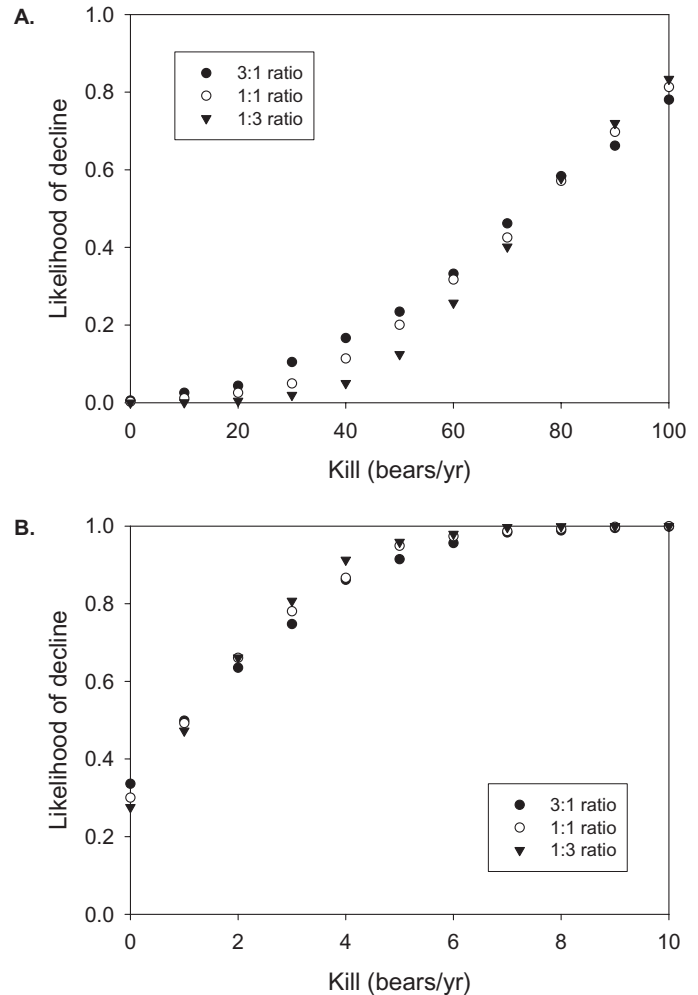 A.
1.0
0.8
0.6
0.4
0.2
0.0
Likelihood of decline
3:1 ratio
1:1 ratio
1:3 ratio
0 20 40 60 80 100
Kill (bears/yr)
B.
1.0
0.8
0.6
0.4
0.2
0.0
Likelihood of decline
3:1 ratio
1:1 ratio
1:3 ratio
0 2 4 6 8 10
Kill (bears/yr)